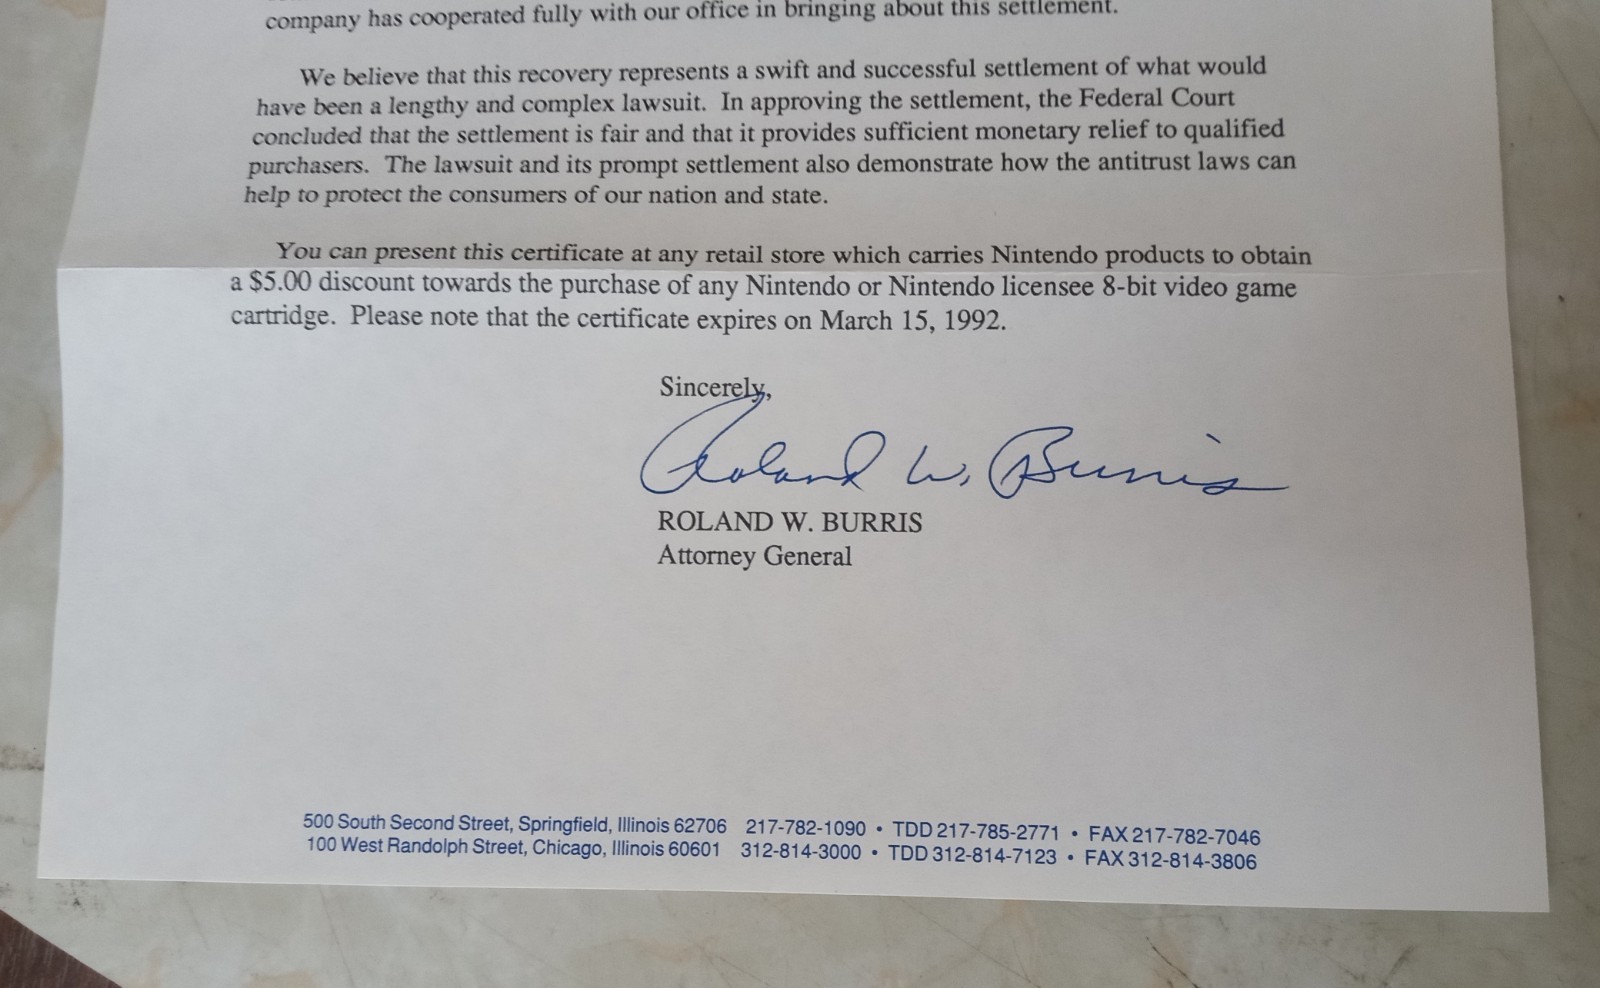 company has cooperated fully with our office in bringing about this settlement.
We believe that this recovery represents a swift and successful settlement of what would
have been a lengthy and complex lawsuit. In approving the settlement, the Federal Court
concluded that the settlement is fair and that it provides sufficient monetary relief to qualified
purchasers. The lawsuit and its prompt settlement also demonstrate how the antitrust laws can
help to protect the consumers of our nation and state.
You can present this certificate at any retail store which carries Nintendo products to obtain
a $5.00 discount towards the purchase of any Nintendo or Nintendo licensee 8-bit video game
cartridge. Please note that the certificate expires on March 15, 1992.
Sincerely,
Roland W. Burris
ROLAND W. BURRIS
Attorney General
500 South Second Street, Springfield, Illinois 62706 217-782-1090 • TDD 217-785-2771 • FAX 217-782-7046
100 West Randolph Street, Chicago, Illinois 60601 312-814-3000 • TDD 312-814-7123 • FAX 312-814-3806